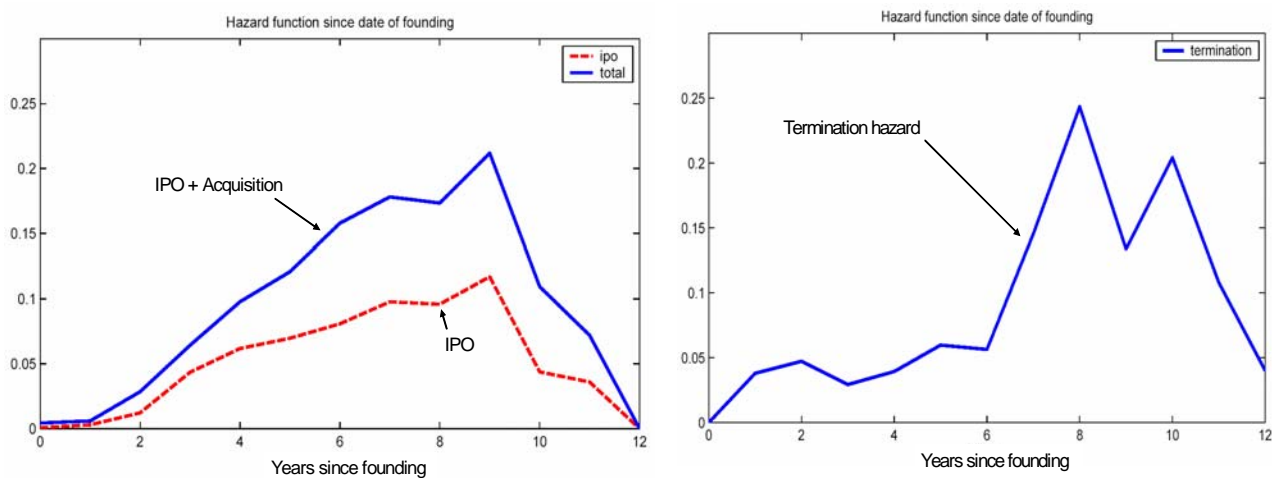 Hazard function since date of founding
ipo
total
0.25
0.2
0.15
0.1
0.05
0
IPO + Acquisition
IPO
0 2 4 6 8 10 12
Years since founding
Hazard function since date of founding
termination
0.25
0.2
0.15
0.1
0.05
0
Termination hazard
0 2 4 6 8 10 12
Years since founding